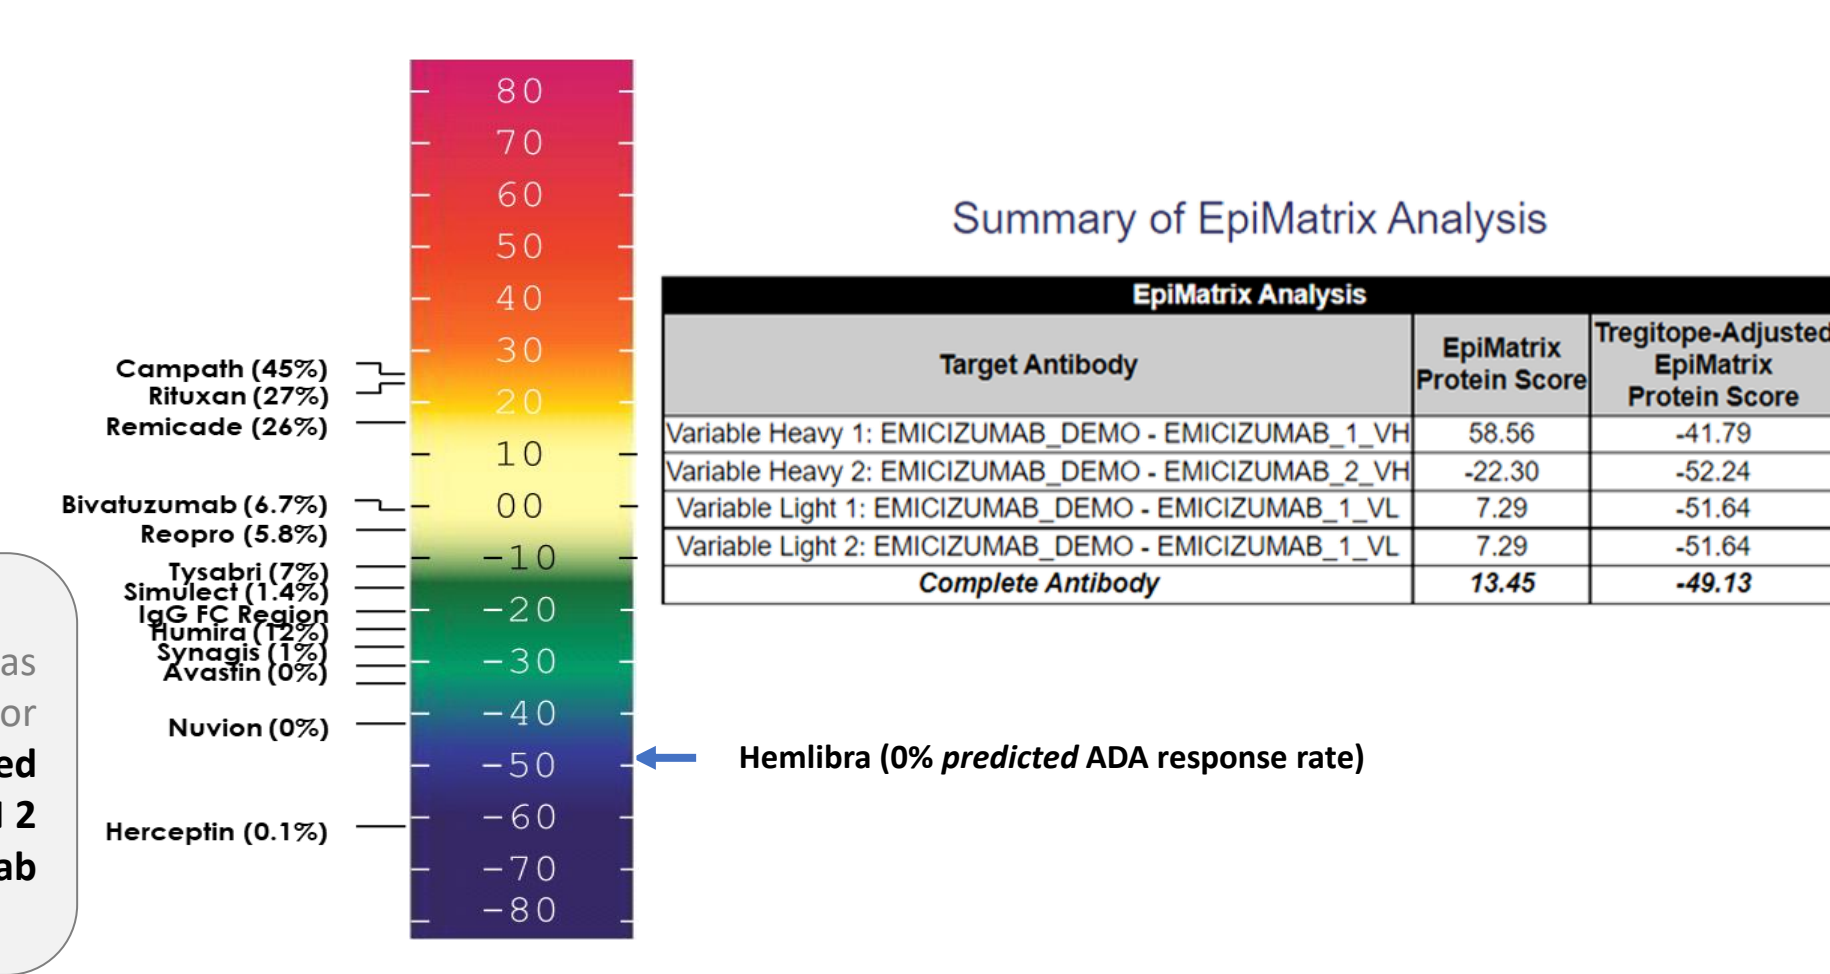 80
70
60
50
40
30
20
10
00
-10
-20
-30
-40
-50
-60
-70
-80
Campath (45%)
Rituxan (27%)
Remicade (26%)
Bivatuzumab (6.7%)
Reopro (5.8%)
Tysabri (7%)
Simulect (1.4%)
IgG FC Region
Humira (12%)
Synagis (1%)
Avastin (0%)
Nuvion (0%)
Herceptin (0.1%)
as
or
ed
2
ab
Summary of EpiMatrix Analysis
EpiMatrix Analysis
Target Antibody
EpiMatrix
Protein Score
Tregitope-Adjusted
EpiMatrix
Protein Score
Variable Heavy 1: EMICIZUMAB_DEMO - EMICIZUMAB_1_VH 58.56 -41.79
Variable Heavy 2: EMICIZUMAB_DEMO - EMICIZUMAB_2_VH -22.30 -52.24
Variable Light 1: EMICIZUMAB_DEMO - EMICIZUMAB_1_VL 7.29 -51.64
Variable Light 2: EMICIZUMAB_DEMO - EMICIZUMAB_1_VL 7.29 -51.64
Complete Antibody 13.45 -49.13
Hemlibra (0% predicted ADA response rate)